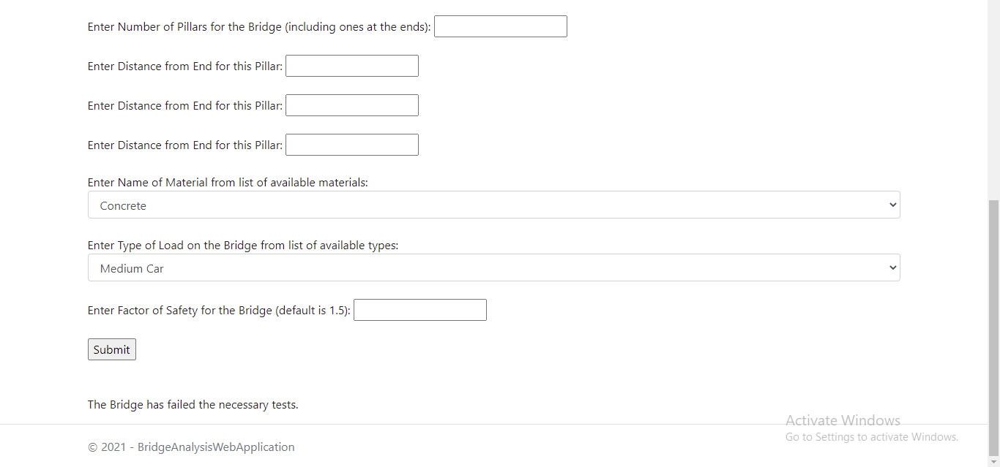 Enter Number of Pillars for the Bridge (including ones at the ends):
Enter Distance from End for this Pillar:
Enter Distance from End for this Pillar:
Enter Distance from End for this Pillar:
Enter Name of Material from list of available materials:
Concrete
Enter Type of Load on the Bridge from list of available types:
Medium Car
Enter Factor of Safety for the Bridge (default is 1.5):
Submit
The Bridge has failed the necessary tests.
Activate Windows
Go to Settings to activate Windows.
© 2021 - BridgeAnalysisWebApplication